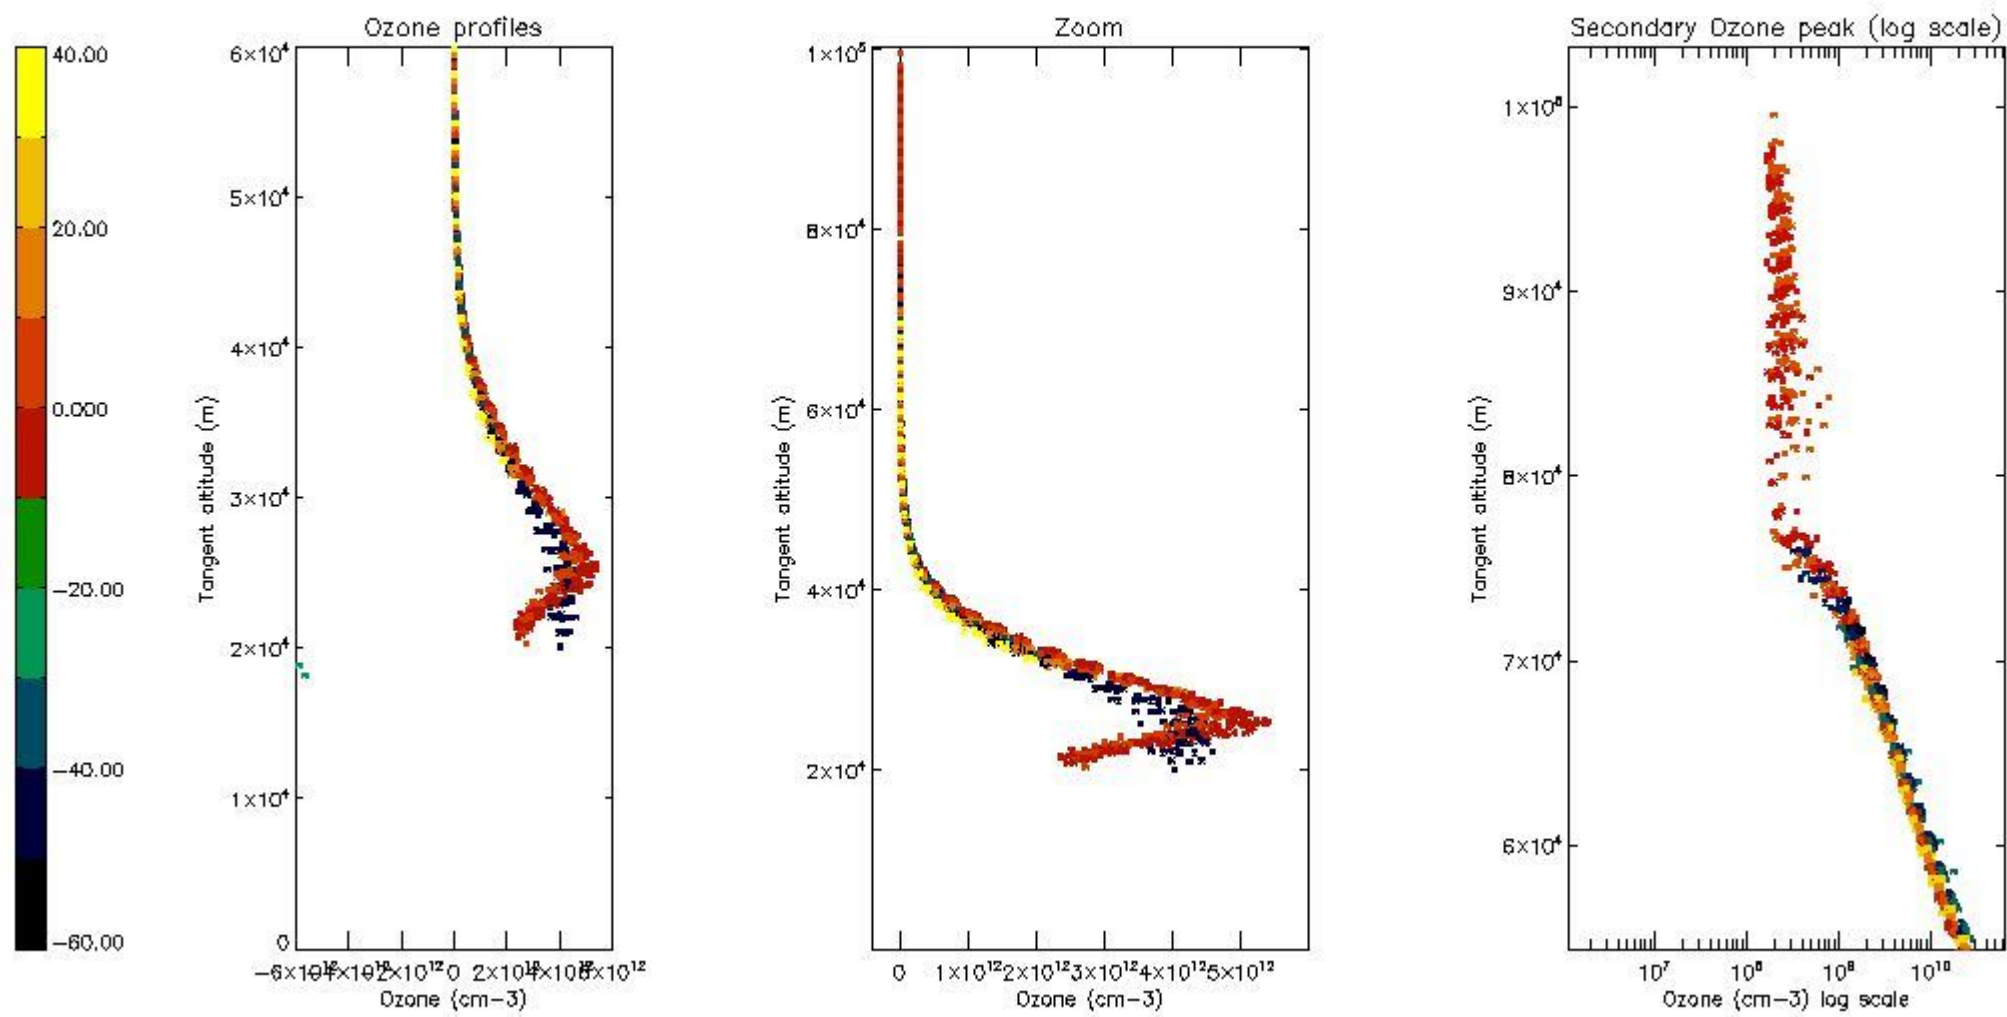 Ozone profiles
Zoom
Secondary Ozone peak (log scale)
40.00
20.00
0.000
-20.00
-40.00
-60.00
6×10⁴
5×10⁴
4×10⁴
3×10⁴
2×10⁴
1×10⁴
0
Tangent altitude (m)
0
Ozone (cm-3)
1×10⁵
8×10⁴
6×10⁴
4×10⁴
2×10⁴
Tangent altitude (m)
0 1×10¹² 2×10¹² 3×10¹² 4×10¹² 5×10¹²
Ozone (cm-3)
9×10⁴
8×10⁴
7×10⁴
6×10⁴
Tangent altitude (m)
10⁷ 10⁸ 10⁹ 10¹⁰
Ozone (cm-3) log scale